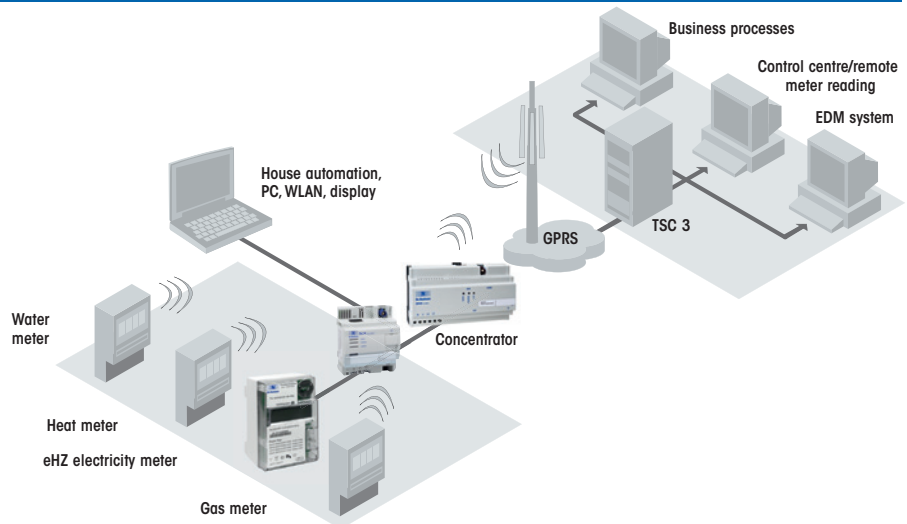 Business processes
Control centre/remote
meter reading
EDM system
House automation,
PC, WLAN, display
TSC 3
GPRS
Water
meter
Concentrator
Heat meter
eHZ electricity meter
Gas meter